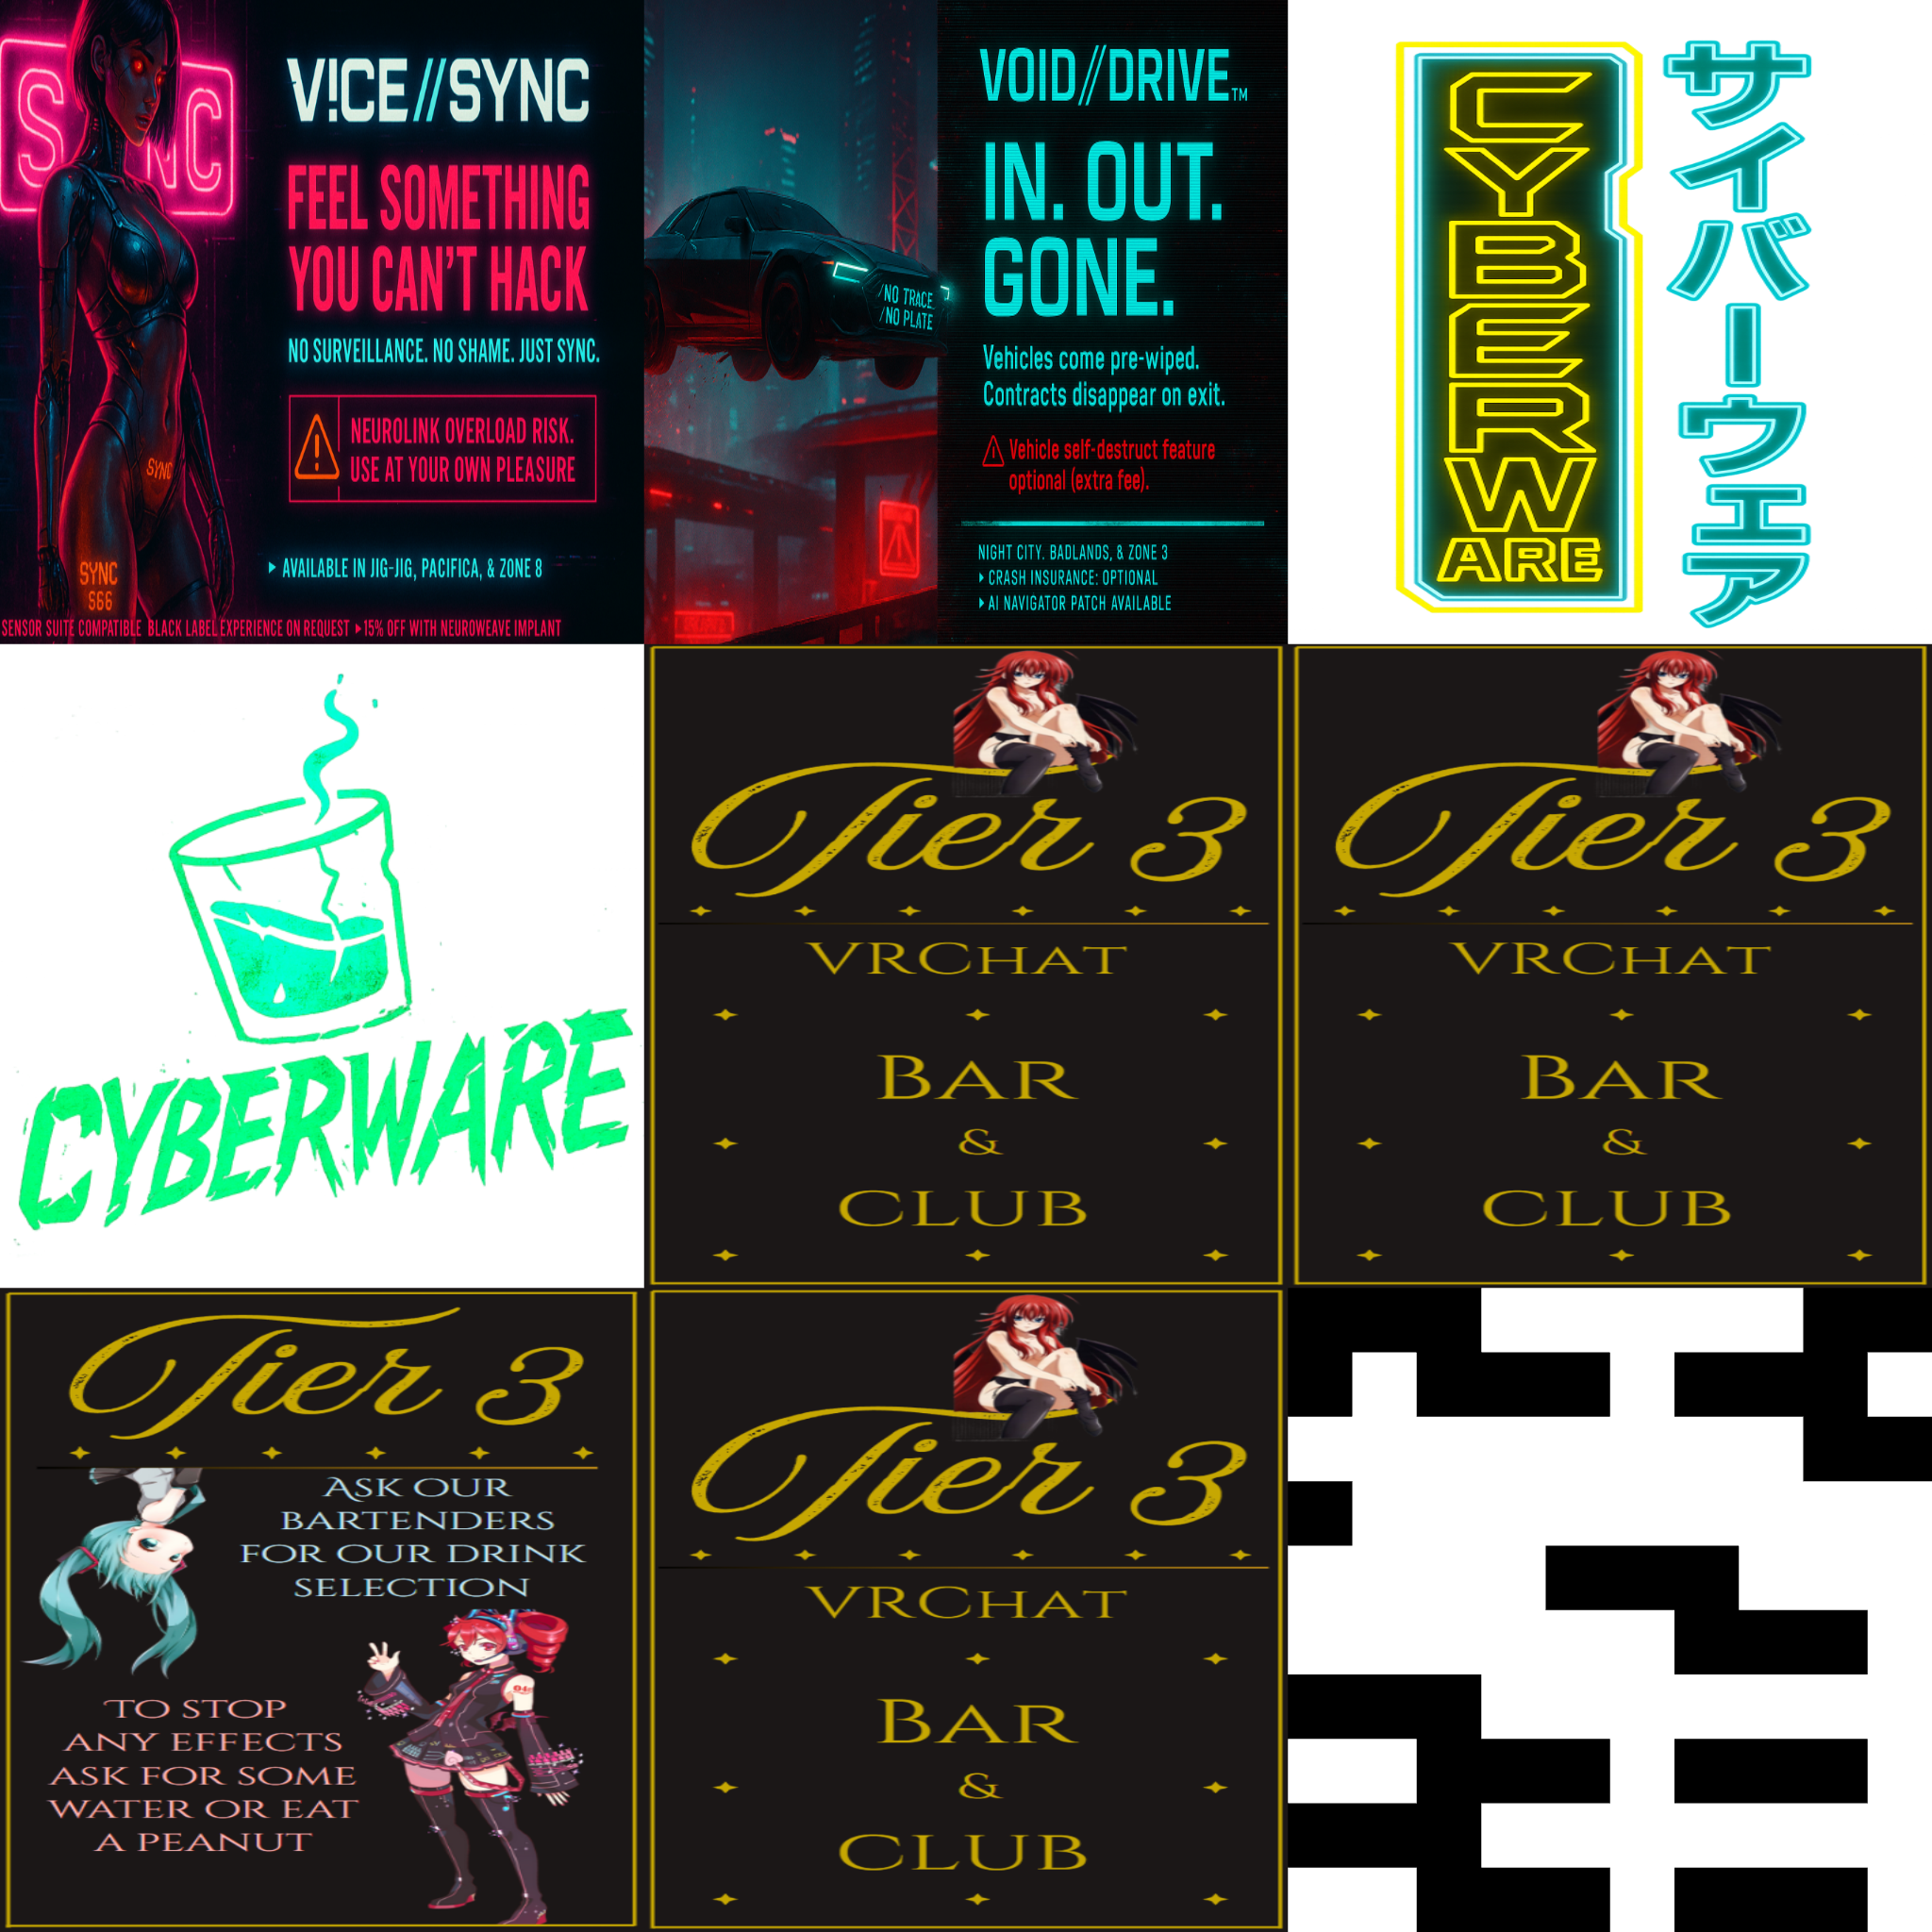 SYNC
V!CE//SYNC
FEEL SOMETHING
YOU CAN'T HACK
NO SURVEILLANCE. NO SHAME. JUST SYNC.
NEUROLINK OVERLOAD RISK.
USE AT YOUR OWN PLEASURE
SYNC
SYNC
S66
▸ AVAILABLE IN JIG-JIG, PACIFICA, & ZONE 8
SENSOR SUITE COMPATIBLE BLACK LABEL EXPERIENCE ON REQUEST ▸ 15% OFF WITH NEUROWEAVE IMPLANT
VOID//DRIVE™
IN. OUT.
GONE.
/NO TRACE
/NO PLATE
Vehicles come pre-wiped.
Contracts disappear on exit.
Vehicle self-destruct feature
optional (extra fee).
NIGHT CITY. BADLANDS, & ZONE 3
▸ CRASH INSURANCE: OPTIONAL
▸ AI NAVIGATOR PATCH AVAILABLE
CYBERWARE
サイバーウェア
CYBERWARE
Tier 3
VRCHAT
BAR
&
CLUB
Tier 3
VRCHAT
BAR
&
CLUB
Tier 3
ASK OUR
BARTENDERS
FOR OUR DRINK
SELECTION
TO STOP
ANY EFFECTS
ASK FOR SOME
WATER OR EAT
A PEANUT
Tier 3
VRCHAT
BAR
&
CLUB